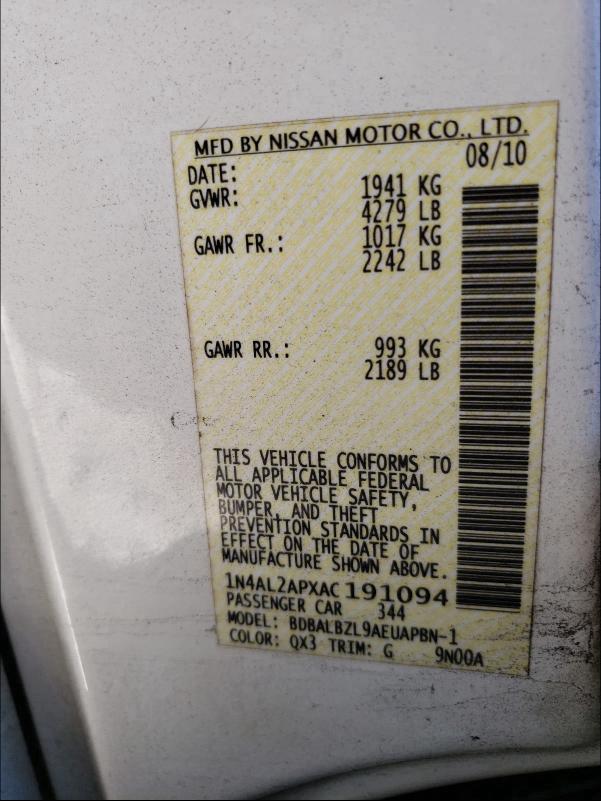 MFD BY NISSAN MOTOR CO., LTD.
DATE: 08/10
GVWR: 1941 KG
4279 LB
GAWR FR.: 1017 KG
2242 LB
GAWR RR.: 993 KG
2189 LB
THIS VEHICLE CONFORMS TO
ALL APPLICABLE FEDERAL
MOTOR VEHICLE SAFETY,
BUMPER, AND THEFT
PREVENTION STANDARDS IN
EFFECT ON THE DATE OF
MANUFACTURE SHOWN ABOVE.
1N4AL2APXAC191094
PASSENGER CAR 344
MODEL: BDBALBZL9AEUAPBN-1
COLOR: QX3 TRIM: G 9N00A